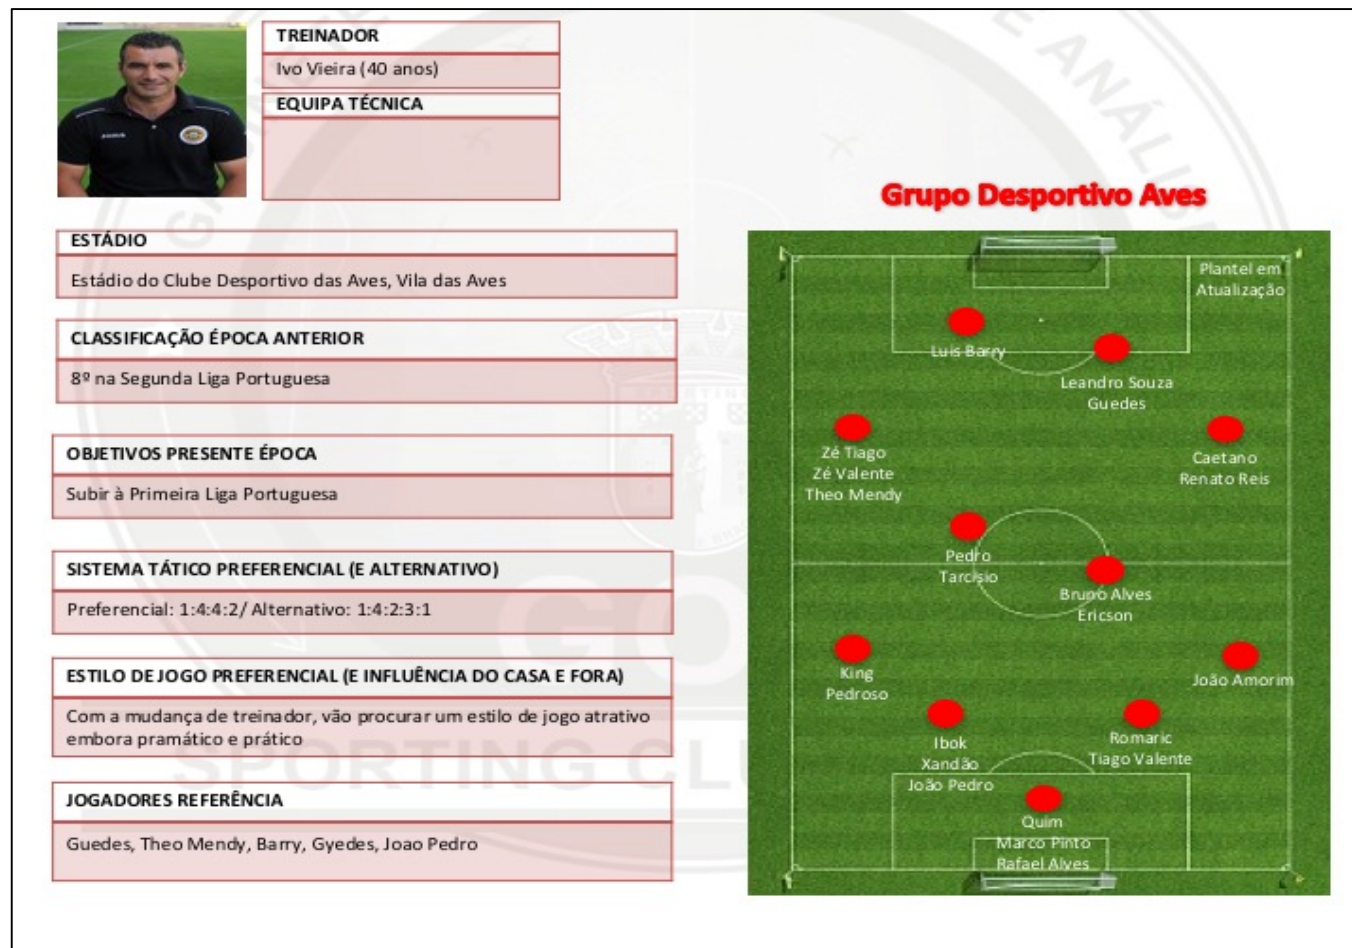 TREINADOR
Ivo Vieira (40 anos)
EQUIPA TÉCNICA
Grupo Desportivo Aves
ESTÁDIO
Estádio do Clube Desportivo das Aves, Vila das Aves
CLASSIFICAÇÃO ÉPOCA ANTERIOR
8º na Segunda Liga Portuguesa
OBJETIVOS PRESENTE ÉPOCA
Subir à Primeira Liga Portuguesa
SISTEMA TÁTICO PREFERENCIAL (E ALTERNATIVO)
Preferencial: 1:4:4:2/ Alternativo: 1:4:2:3:1
ESTILO DE JOGO PREFERENCIAL (E INFLUÊNCIA DO CASA E FORA)
Com a mudança de treinador, vão procurar um estilo de jogo atrativo
embora pramático e prático
JOGADORES REFERÊNCIA
Guedes, Theo Mendy, Barry, Gyedes, Joao Pedro
Plantel em
Atualização
Luis Barry
Leandro Souza
Guedes
Zé Tiago
Zé Valente
Theo Mendy
Caetano
Renato Reis
Pedro
Tarcísio
Bruno Alves
Ericson
King
Pedroso
João Amorim
Ibok
Xandão
João Pedro
Romaric
Tiago Valente
Quim
Marco Pinto
Rafael Alves
E ANÁLIS
SPORTING CL